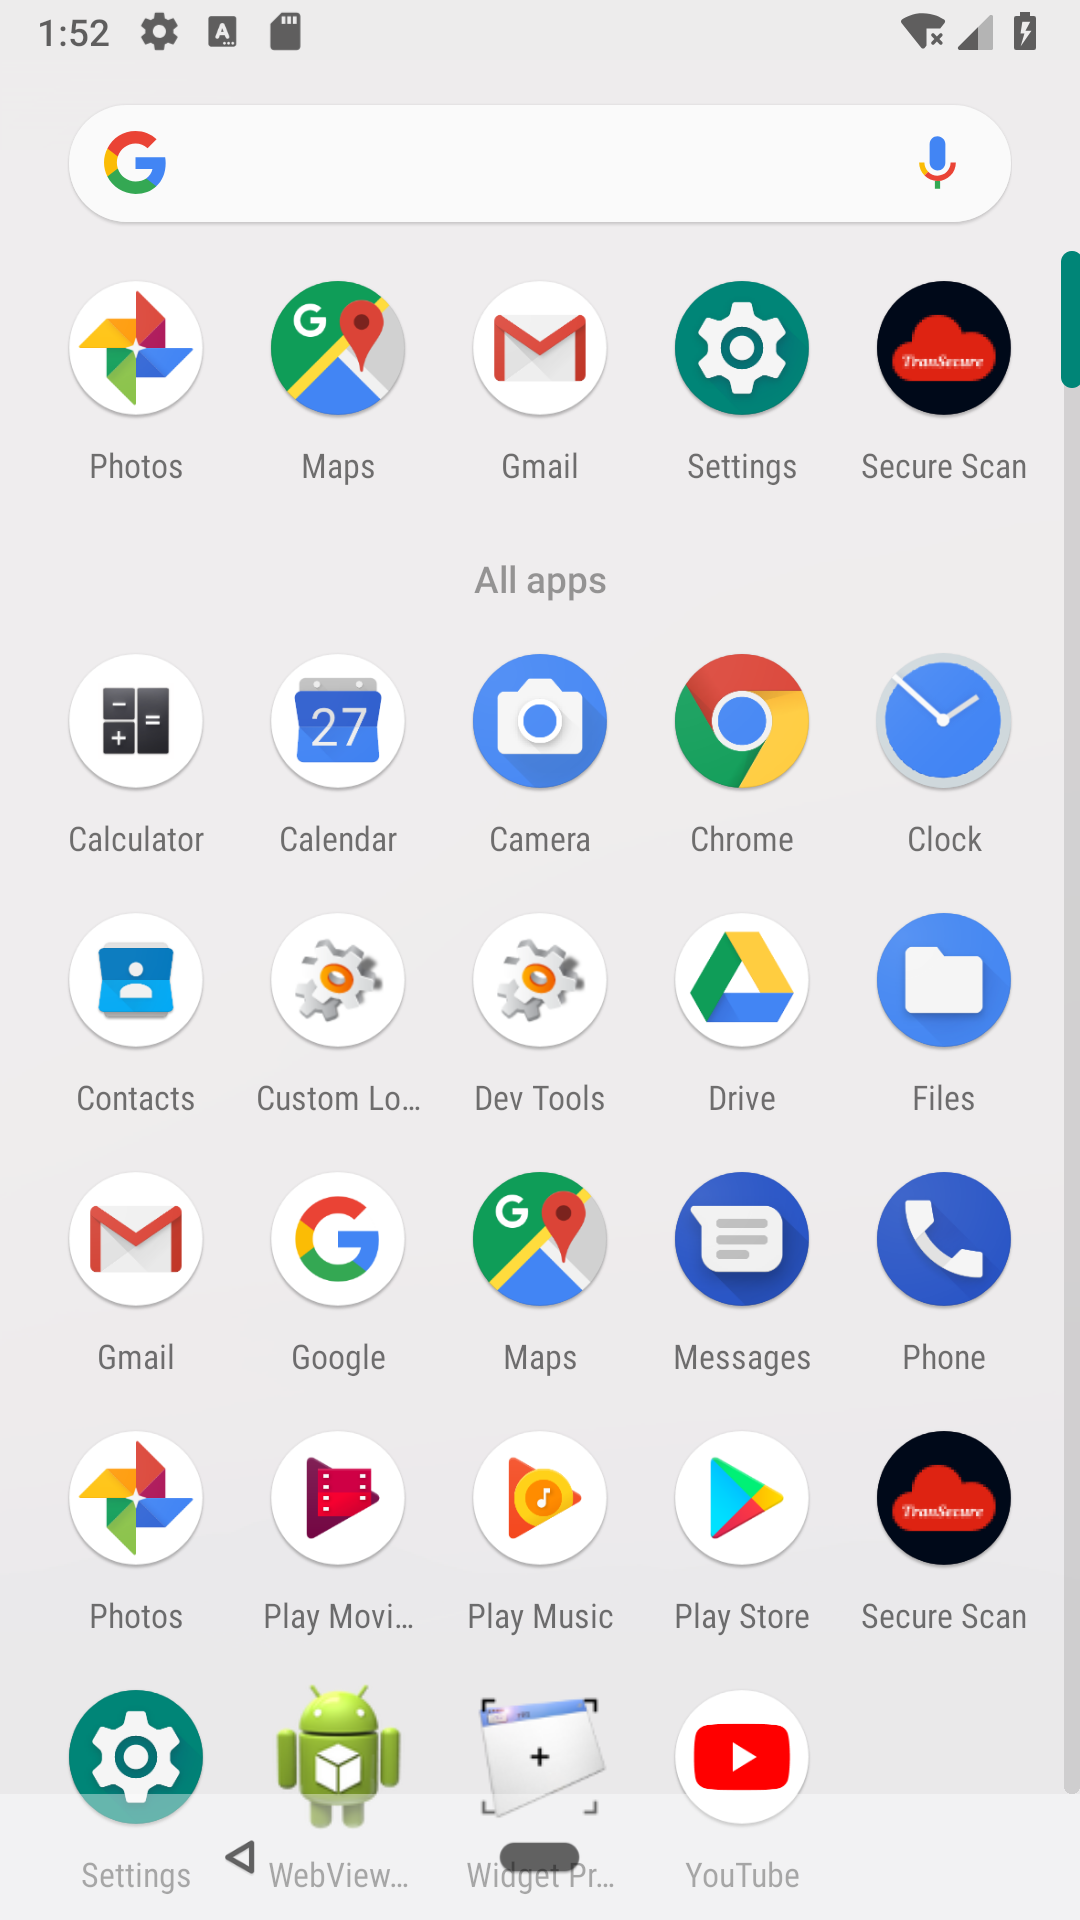 1:52
Photos Maps Gmail Settings Secure Scan
TranSecure
All apps
27
Calculator Calendar Camera Chrome Clock
Contacts Custom Lo... Dev Tools Drive Files
Gmail Google Maps Messages Phone
TranSecure
Photos Play Movi... Play Music Play Store Secure Scan
Settings WebView... Widget Pr... YouTube